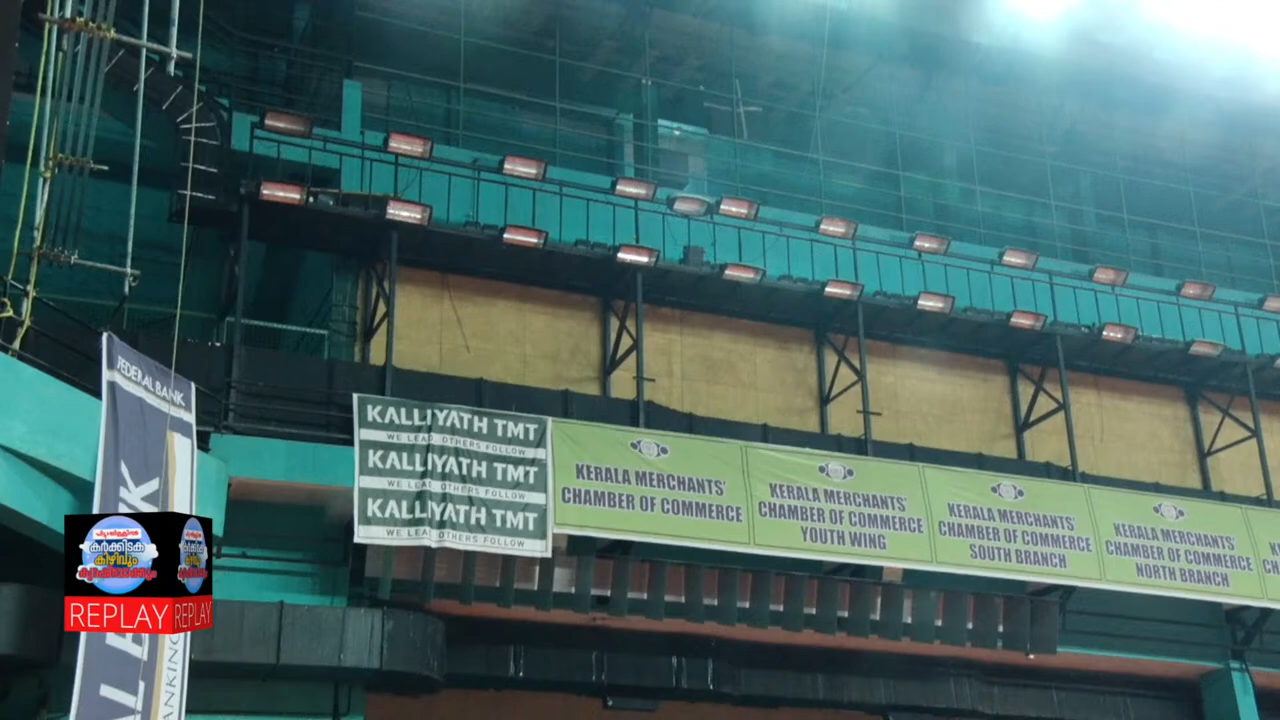 FEDERAL BANK
KALLIYATH TMT
WE LEAD, OTHERS FOLLOW
KALLIYATH TMT
WE LEAD OTHERS FOLLOW
KALLIYATH TMT
WE LEAD OTHERS FOLLOW
KERALA MERCHANTS'
CHAMBER OF COMMERCE
KERALA MERCHANTS'
CHAMBER OF COMMERCE
YOUTH WING
KERALA MERCHANTS'
CHAMBER OF COMMERCE
SOUTH BRANCH
KERALA MERCHANTS'
CHAMBER OF COMMERCE
NORTH BRANCH
കർക്കിടക
കിഴിവും
REPLAY
REPLAY